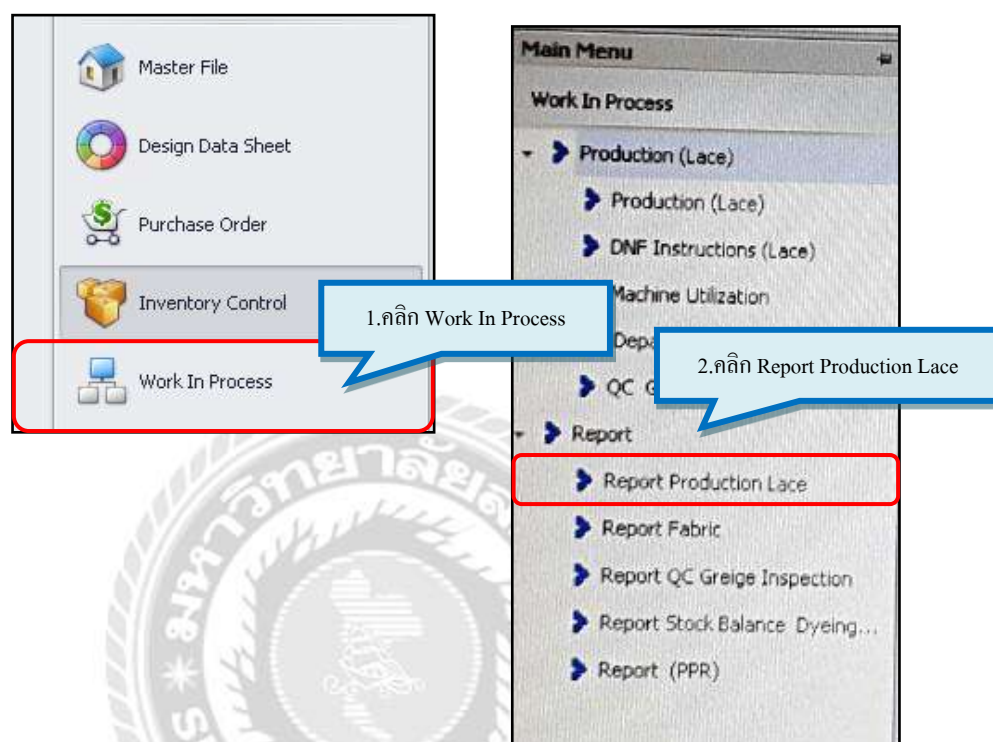 Master File
Design Data Sheet
Purchase Order
Inventory Control
Work In Process
1.คลิก Work In Process
Main Menu
Work In Process
Production (Lace)
Production (Lace)
DNF Instructions (Lace)
Machine Utilization
QC
2.คลิก Report Production Lace
Report
Report Production Lace
Report Fabric
Report QC Greige Inspection
Report Stock Balance Dyeing...
Report (PPR)